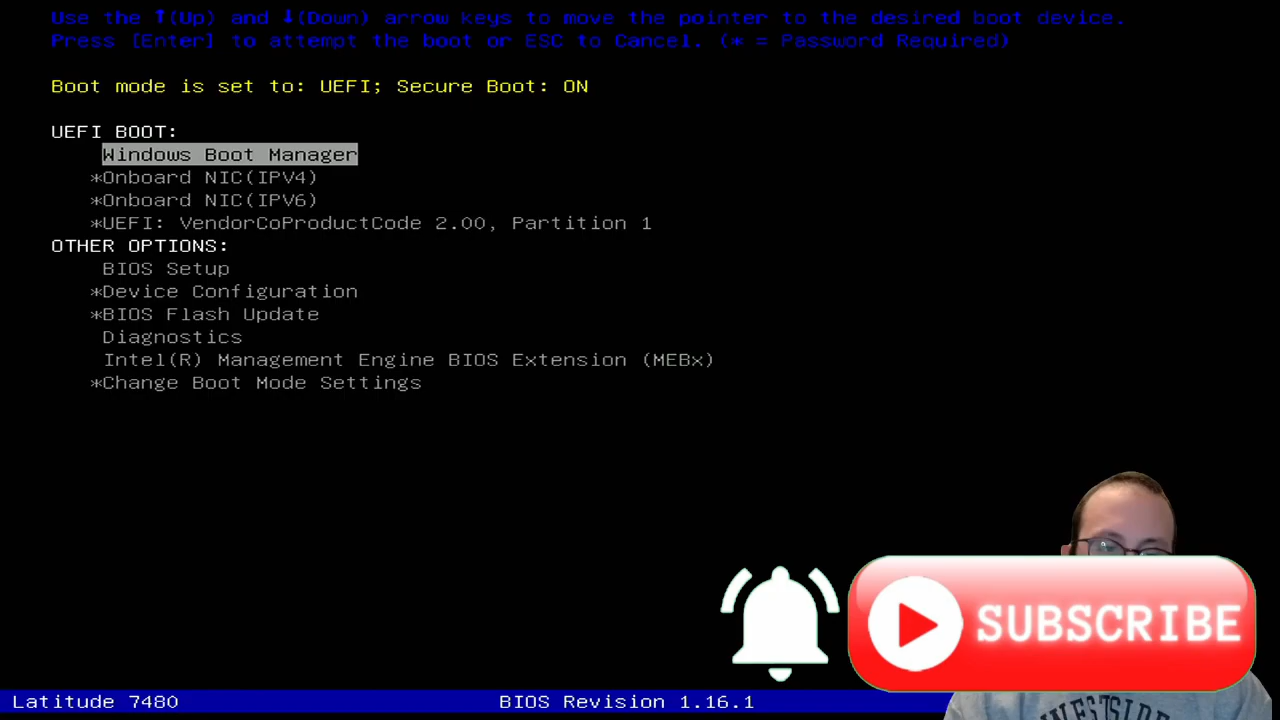 Use the ↑(Up) and ↓(Down) arrow keys to move the pointer to the desired boot device.
Press [Enter] to attempt the boot or ESC to Cancel. (* = Password Required)
Boot mode is set to: UEFI; Secure Boot: ON
UEFI BOOT:
Windows Boot Manager
*Onboard NIC(IPV4)
*Onboard NIC(IPV6)
*UEFI: VendorCoProductCode 2.00, Partition 1
OTHER OPTIONS:
BIOS Setup
*Device Configuration
*BIOS Flash Update
Diagnostics
Intel(R) Management Engine BIOS Extension (MEBx)
*Change Boot Mode Settings
SUBSCRIBE
Latitude 7480
BIOS Revision 1.16.1